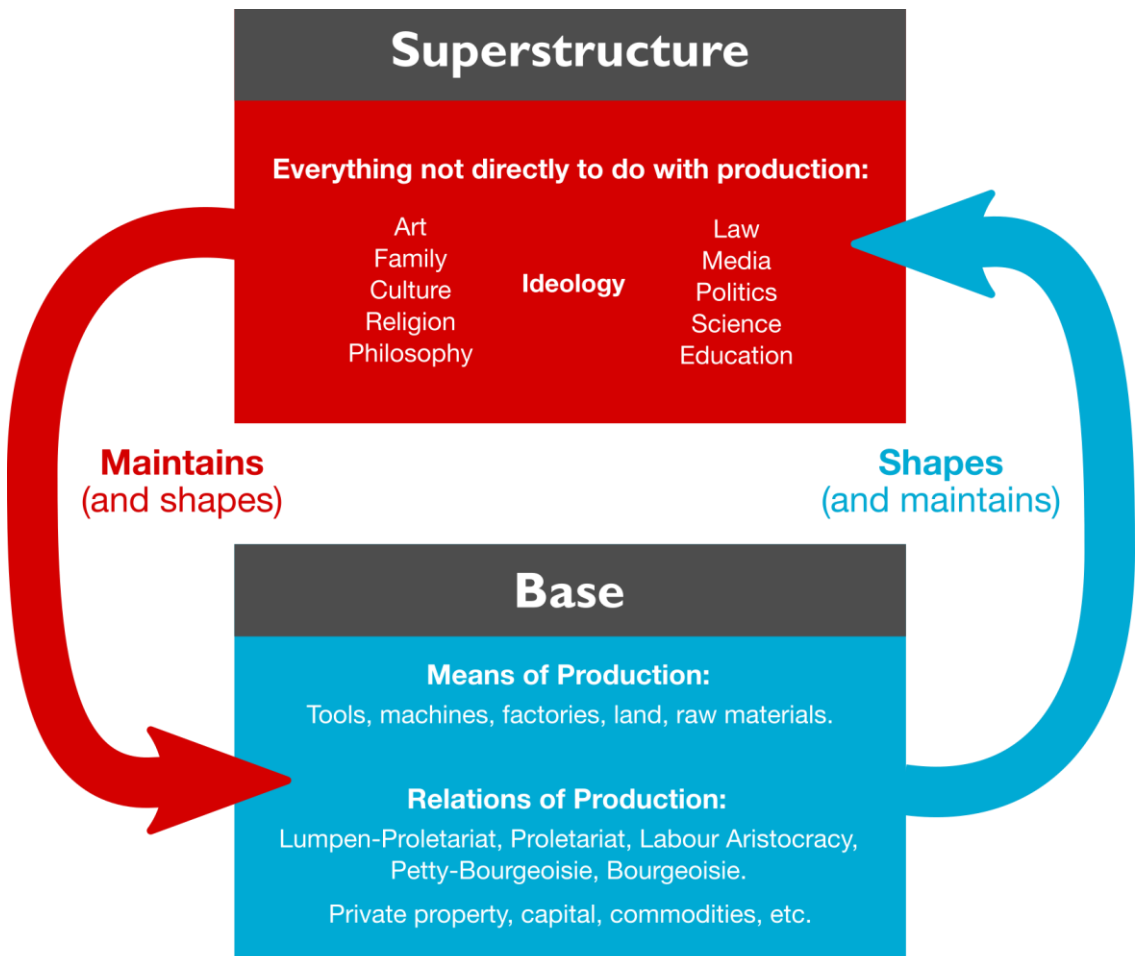 Superstructure
Everything not directly to do with production:
Art
Family
Culture
Religion
Philosophy
Ideology
Law
Media
Politics
Science
Education
Maintains
(and shapes)
Shapes
(and maintains)
Base
Means of Production:
Tools, machines, factories, land, raw materials.
Relations of Production:
Lumpen-Proletariat, Proletariat, Labour Aristocracy,
Petty-Bourgeoisie, Bourgeoisie.
Private property, capital, commodities, etc.